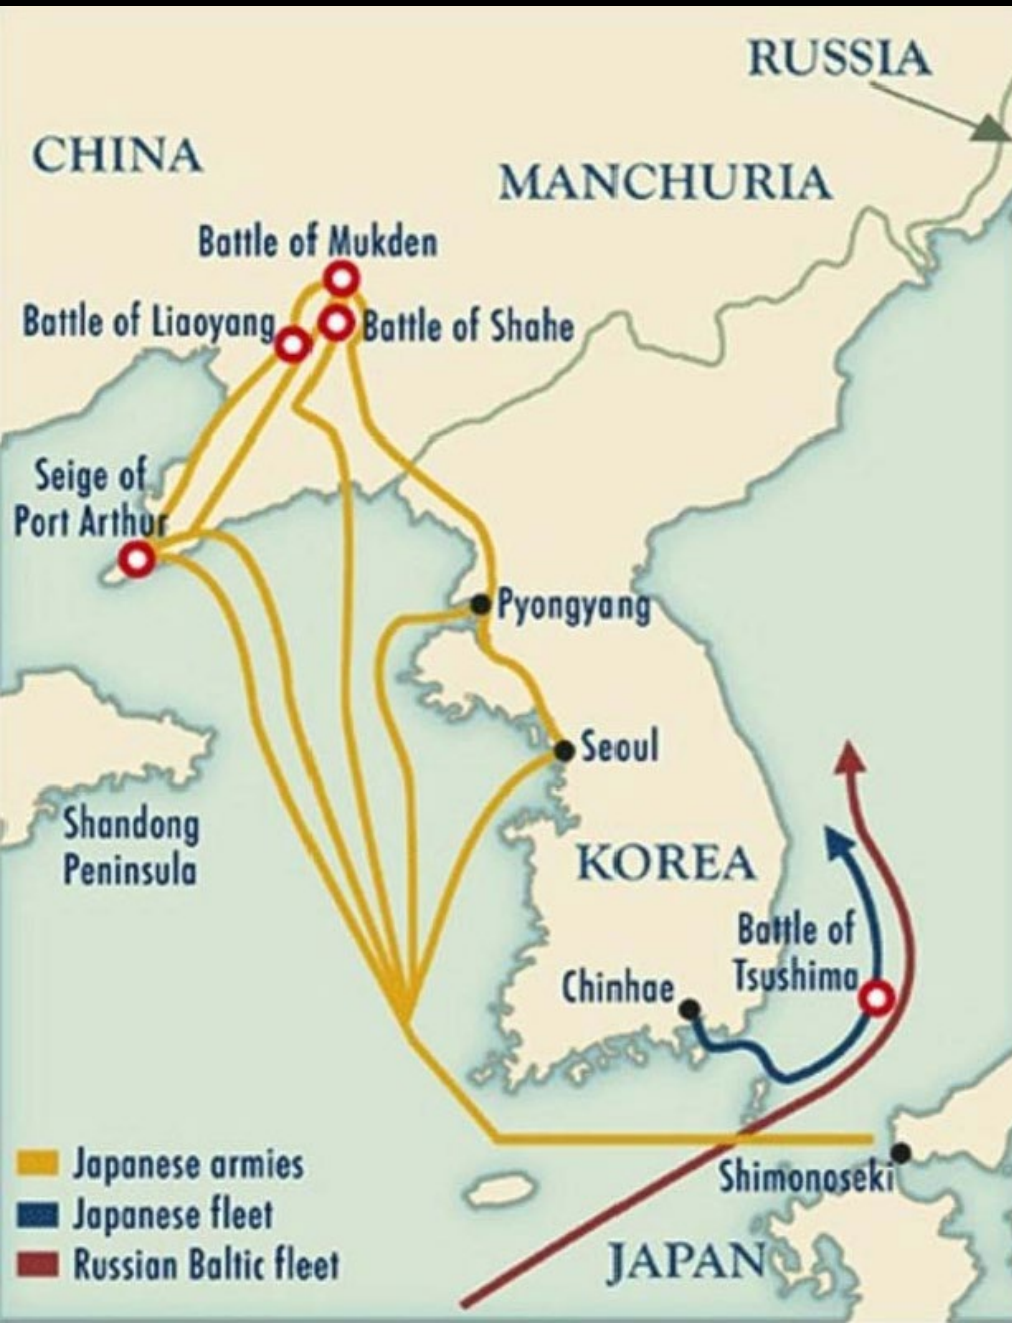 RUSSIA
CHINA
MANCHURIA
Battle of Mukden
Battle of Liaoyang
Battle of Shahe
Seige of
Port Arthur
Pyongyang
Seoul
Shandong
Peninsula
KOREA
Battle of
Tsushima
Chinhae
Japanese armies
Shimonoseki
Japanese fleet
Russian Baltic fleet
JAPAN